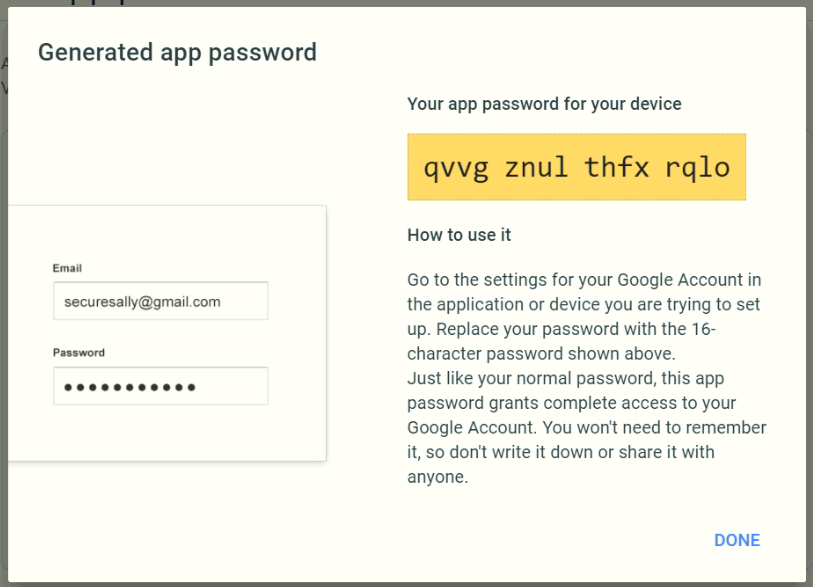 Generated app password
Your app password for your device
qvvg znul thfx rqlo
How to use it
Go to the settings for your Google Account in
the application or device you are trying to set
up. Replace your password with the 16-
character password shown above.
Just like your normal password, this app
password grants complete access to your
Google Account. You won't need to remember
it, so don't write it down or share it with
anyone.
Email
securesally@gmail.com
Password
DONE